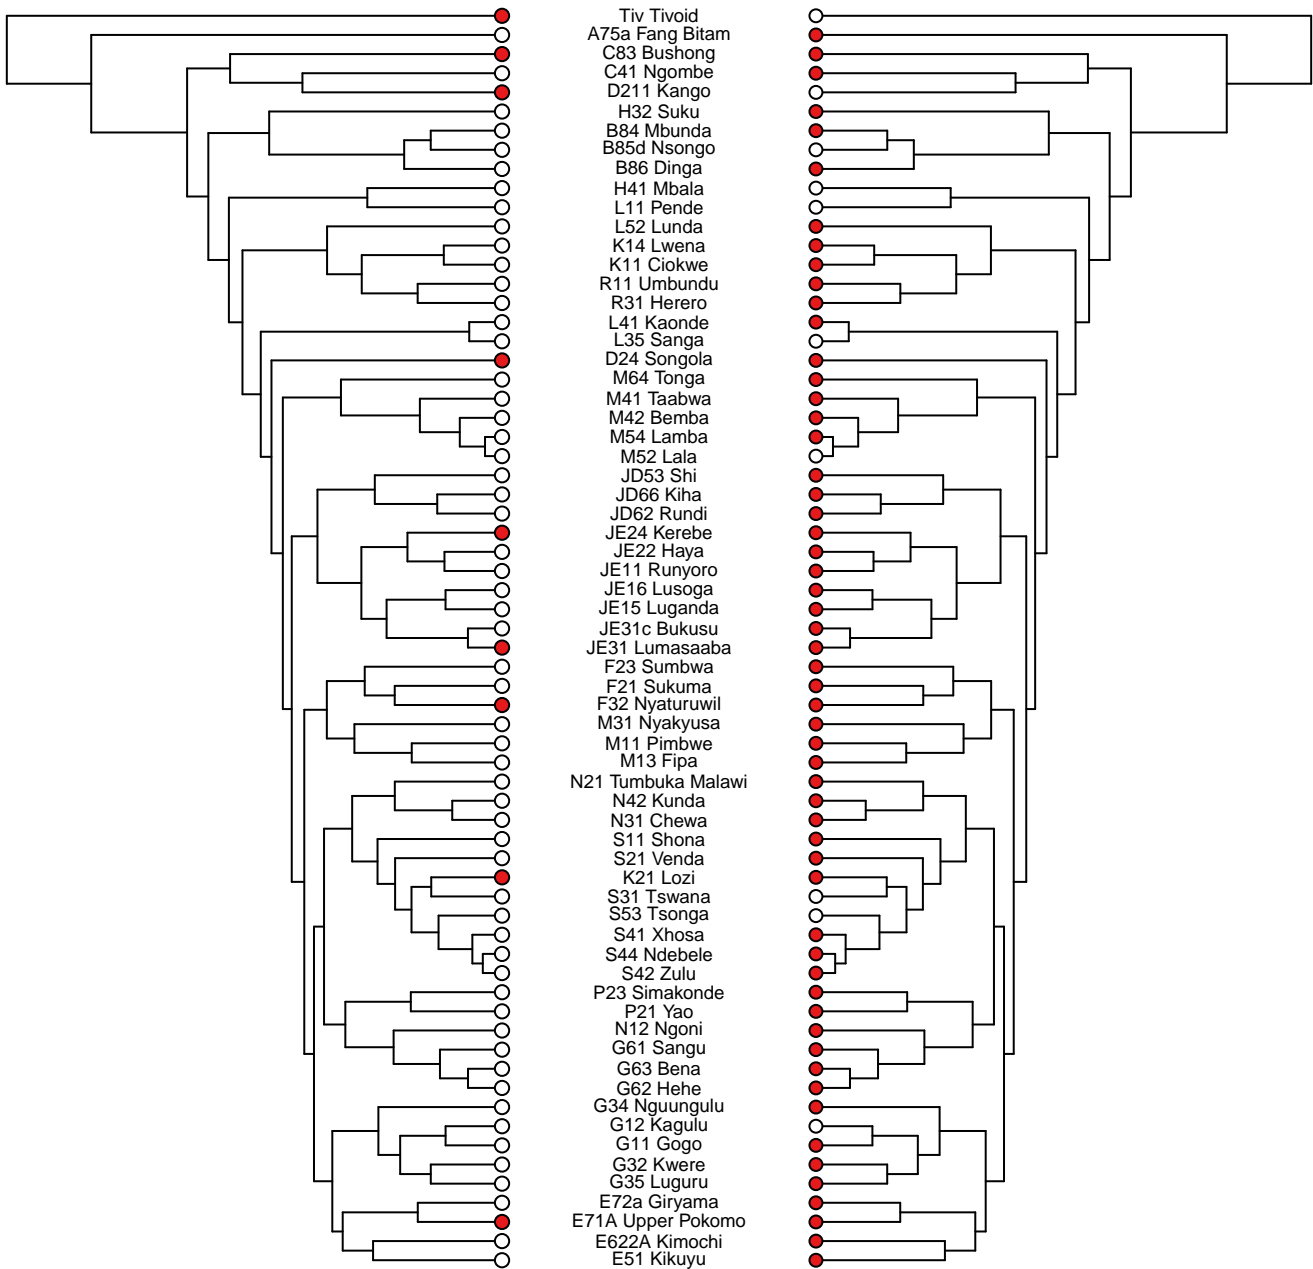 Tiv Tivoid
A75a Fang Bitam
C83 Bushong
C41 Ngombe
D211 Kango
H32 Suku
B84 Mbunda
B85d Nsongo
B86 Dinga
H41 Mbala
L11 Pende
L52 Lunda
K14 Lwena
K11 Ciokwe
R11 Umbundu
R31 Herero
L41 Kaonde
L35 Sanga
D24 Songola
M64 Tonga
M41 Taabwa
M42 Bemba
M54 Lamba
M52 Lala
JD53 Shi
JD66 Kiha
JD62 Rundi
JE24 Kerebe
JE22 Haya
JE11 Runyoro
JE16 Lusoga
JE15 Luganda
JE31c Bukusu
JE31 Lumasaaba
F23 Sumbwa
F21 Sukuma
F32 Nyaturuwil
M31 Nyakyusa
M11 Pimbwe
M13 Fipa
N21 Tumbuka Malawi
N42 Kunda
N31 Chewa
S11 Shona
S21 Venda
K21 Lozi
S31 Tswana
S53 Tsonga
S41 Xhosa
S44 Ndebele
S42 Zulu
P23 Simakonde
P21 Yao
N12 Ngoni
G61 Sangu
G63 Bena
G62 Hehe
G34 Nguungulu
G12 Kagulu
G11 Gogo
G32 Kwere
G35 Luguru
E72a Giryama
E71A Upper Pokomo
E622A Kimochi
E51 Kikuyu